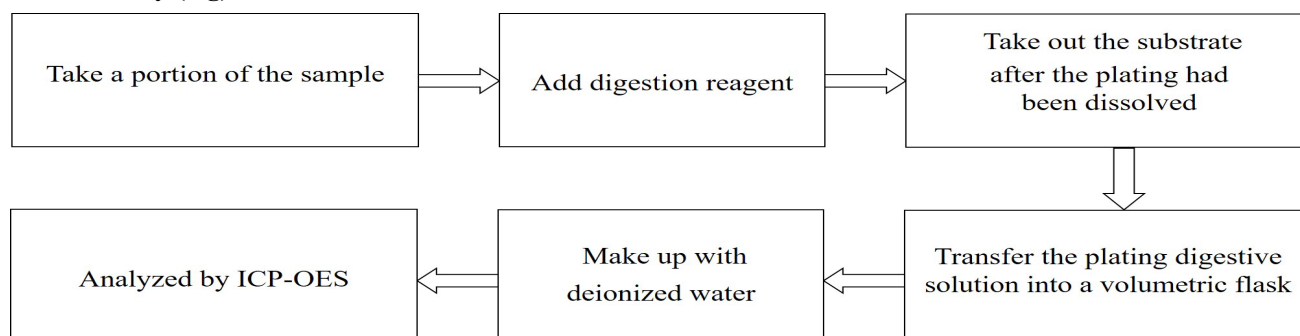 Take a portion of the sample
Add digestion reagent
Take out the substrate
after the plating had
been dissolved
Transfer the plating digestive
solution into a volumetric flask
Make up with
deionized water
Analyzed by ICP-OES